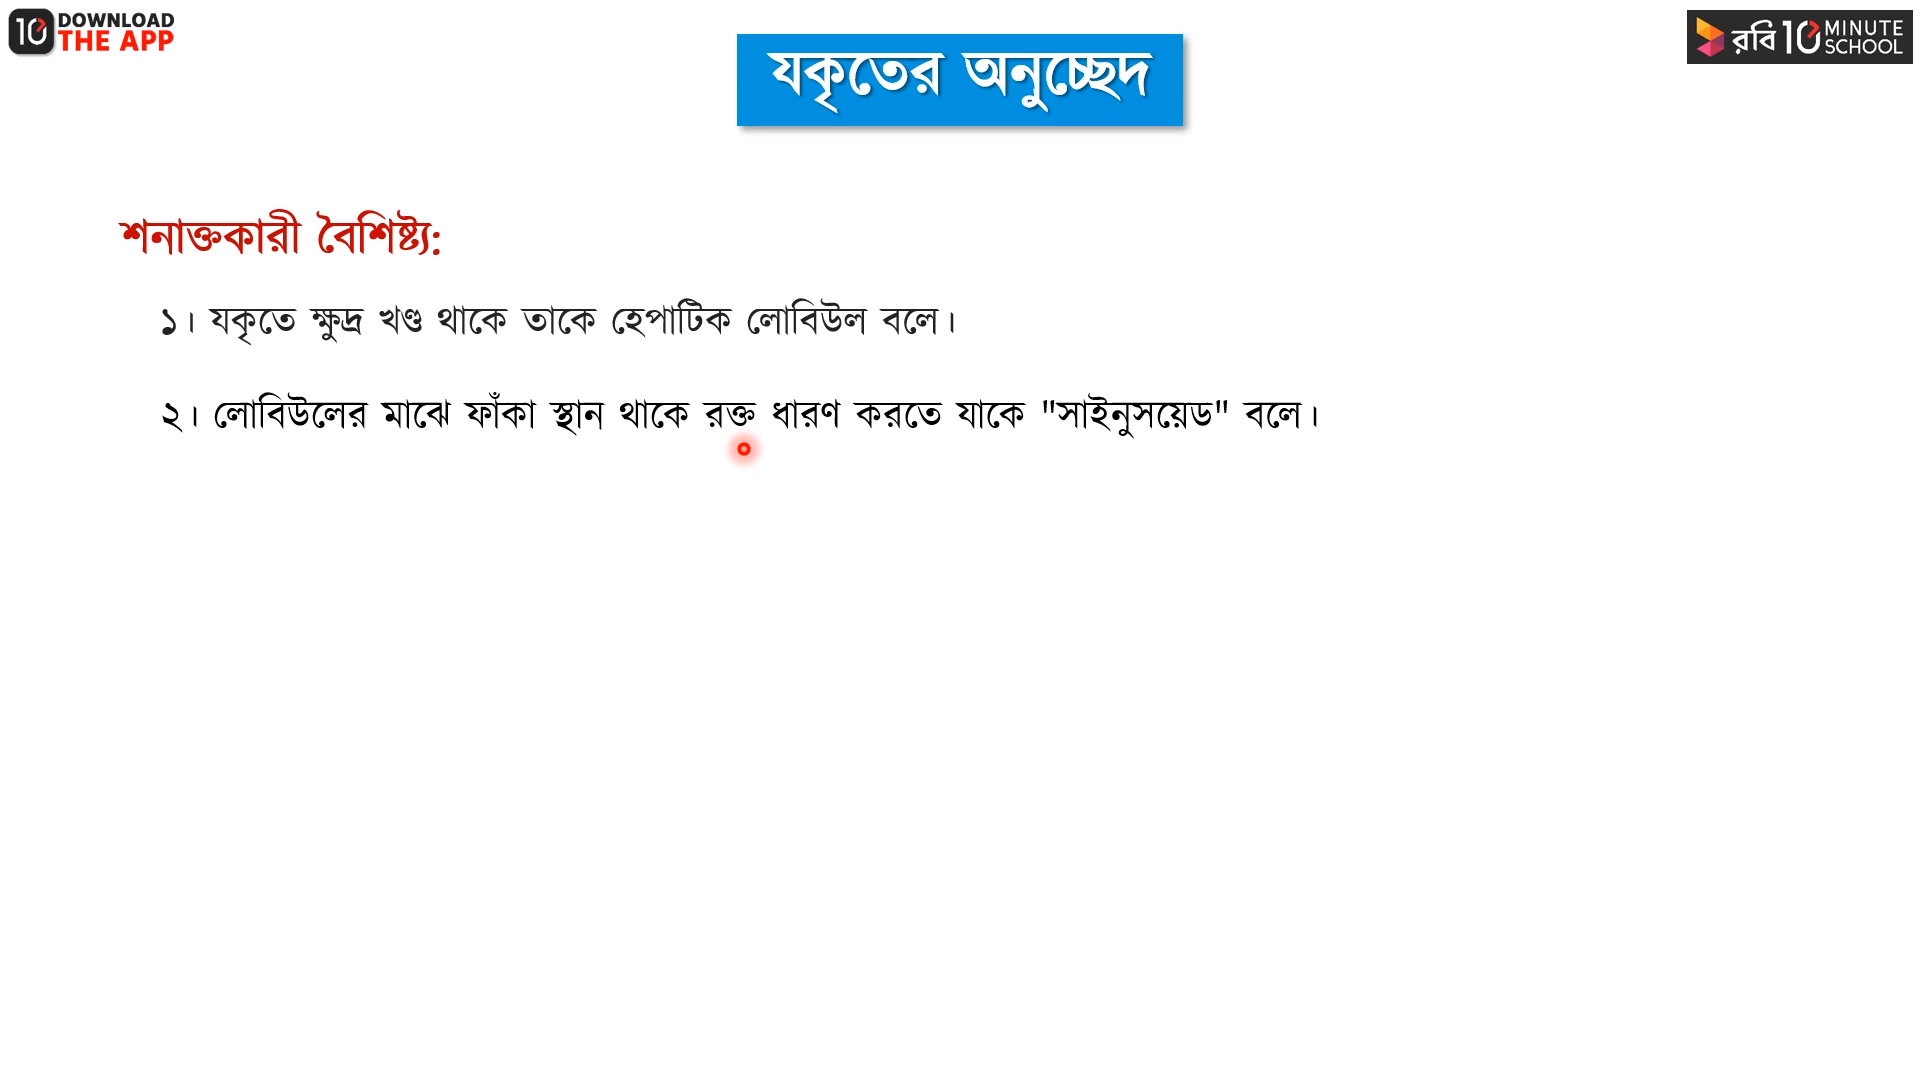 10 DOWNLOAD THE APP
রবি 10 MINUTE SCHOOL
যকৃতের অনুচ্ছেদ
শনাক্তকারী বৈশিষ্ট্য:
১। যকৃতে ক্ষুদ্র খণ্ড থাকে তাকে হেপাটিক লোবিউল বলে।
২। লোবিউলের মাঝে ফাঁকা স্থান থাকে রক্ত ধারণ করতে যাকে "সাইনুসয়েড" বলে।